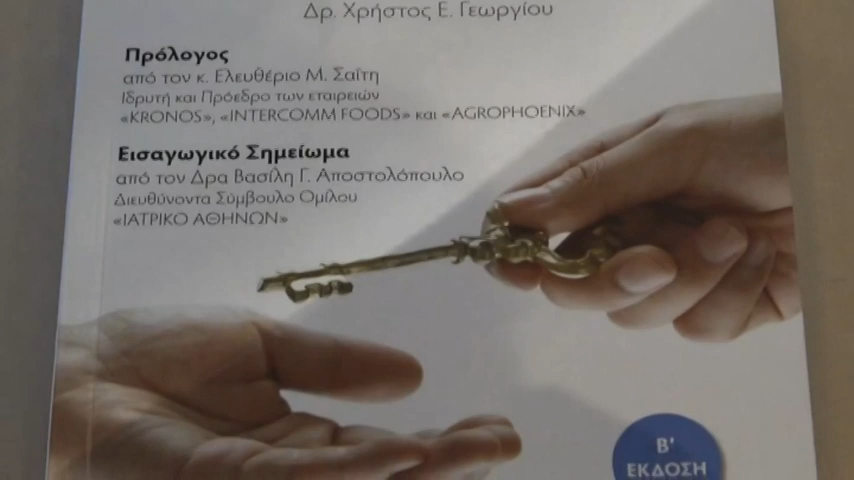 Δρ. Χρήστος Ε. Γεωργίου
Πρόλογος
από τον κ. Ελευθέριο Μ. Σαΐτη
Ιδρυτή και Πρόεδρο των εταιρειών
«KRONOS», «INTERCOMM FOODS» και «AGROPHOENIX»
Εισαγωγικό Σημείωμα
από τον Δρα Βασίλη Γ. Αποστολόπουλο
Διευθύνοντα Σύμβουλο Ομίλου
«ΙΑΤΡΙΚΟ ΑΘΗΝΩΝ»
Β'
ΕΚΔΟΣΗ